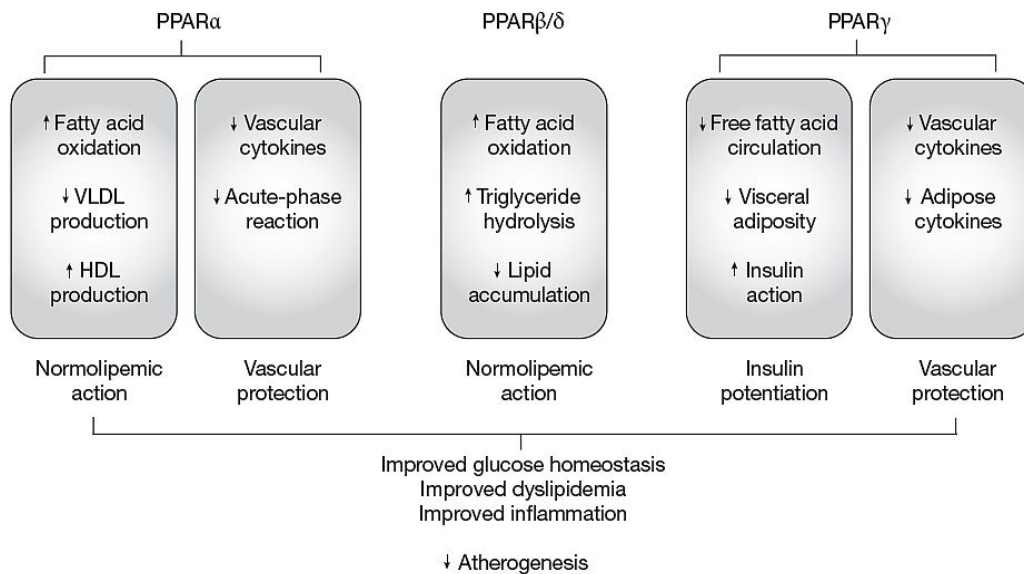 PPARα
PPARβ/δ
PPARγ
↑ Fatty acid
oxidation
↓ VLDL
production
↑ HDL
production
↓ Vascular
cytokines
↓ Acute-phase
reaction
↑ Fatty acid
oxidation
↑ Triglyceride
hydrolysis
↓ Lipid
accumulation
↓ Free fatty acid
circulation
↓ Visceral
adiposity
↑ Insulin
action
↓ Vascular
cytokines
↓ Adipose
cytokines
Normolipemic
action
Vascular
protection
Normolipemic
action
Insulin
potentiation
Vascular
protection
Improved glucose homeostasis
Improved dyslipidemia
Improved inflammation
↓ Atherogenesis